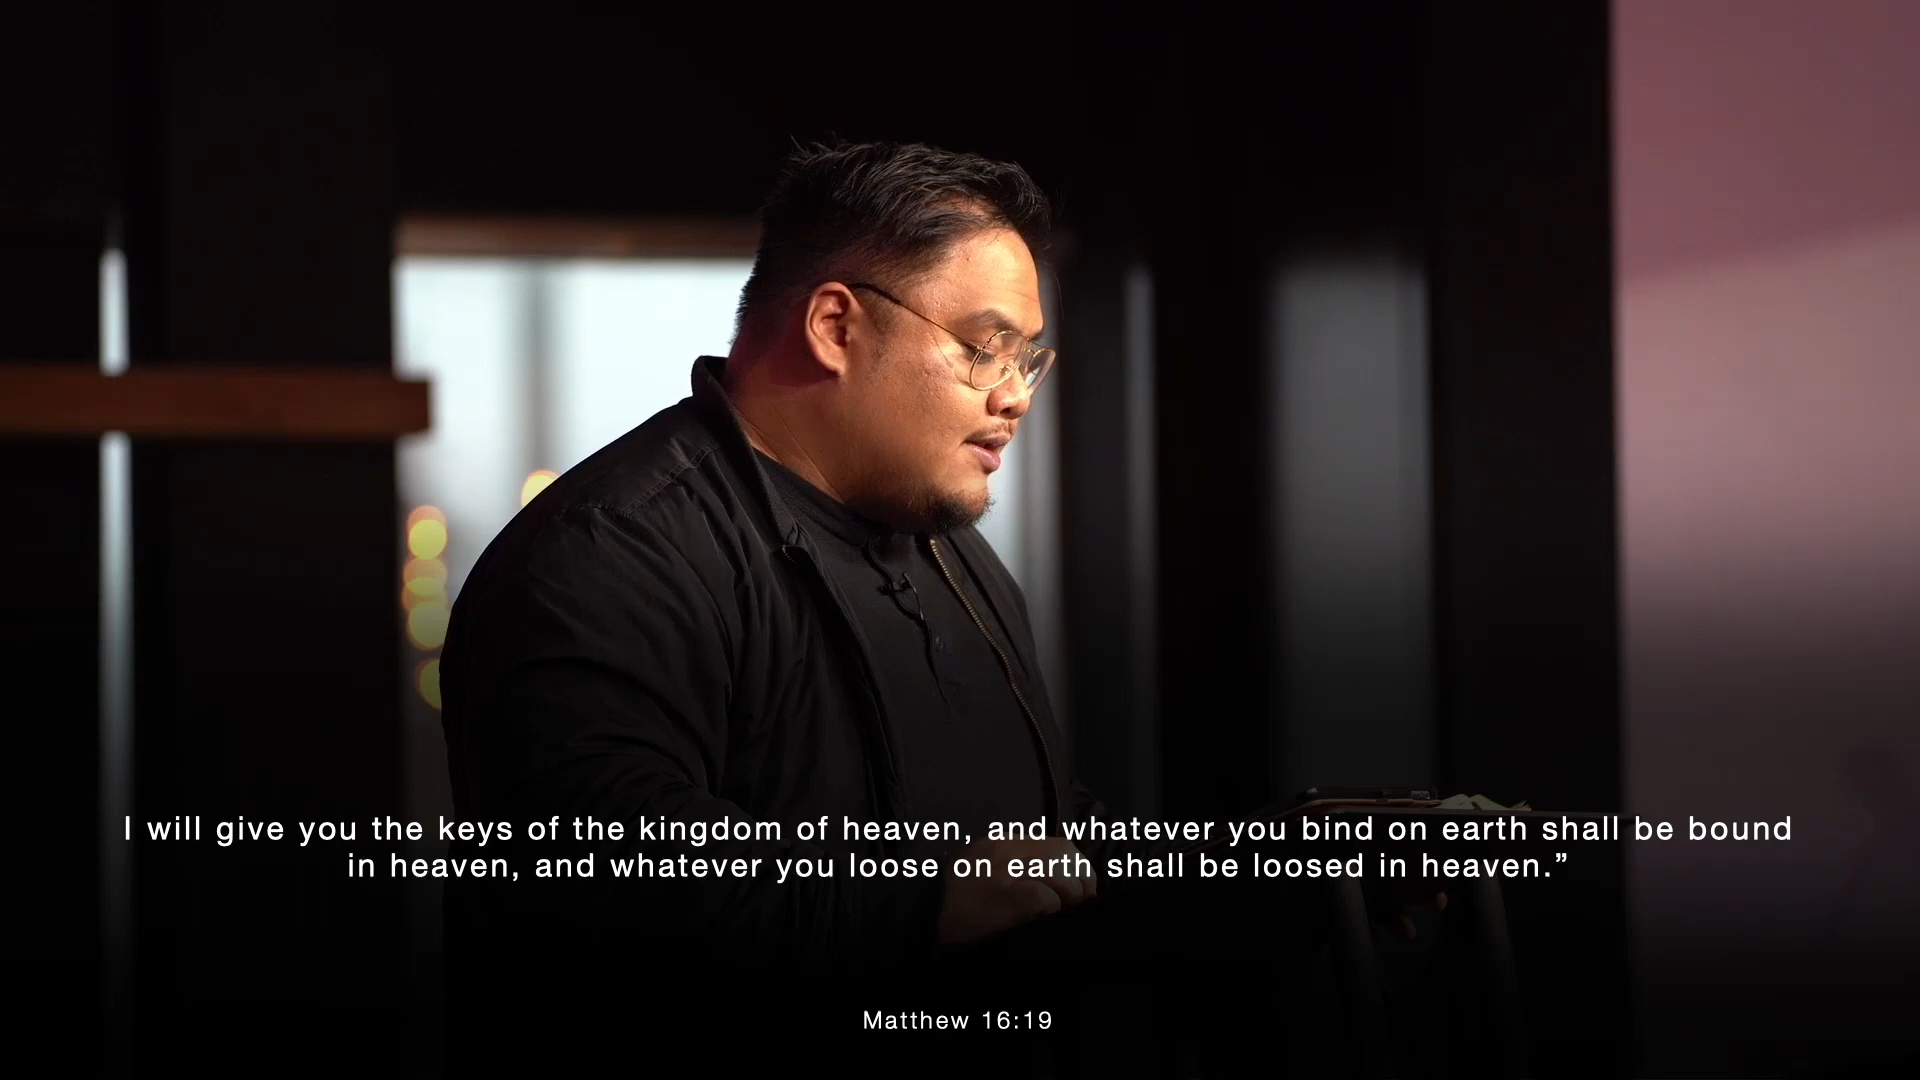 I will give you the keys of the kingdom of heaven, and whatever you bind on earth shall be bound
in heaven, and whatever you loose on earth shall be loosed in heaven.”
Matthew 16:19